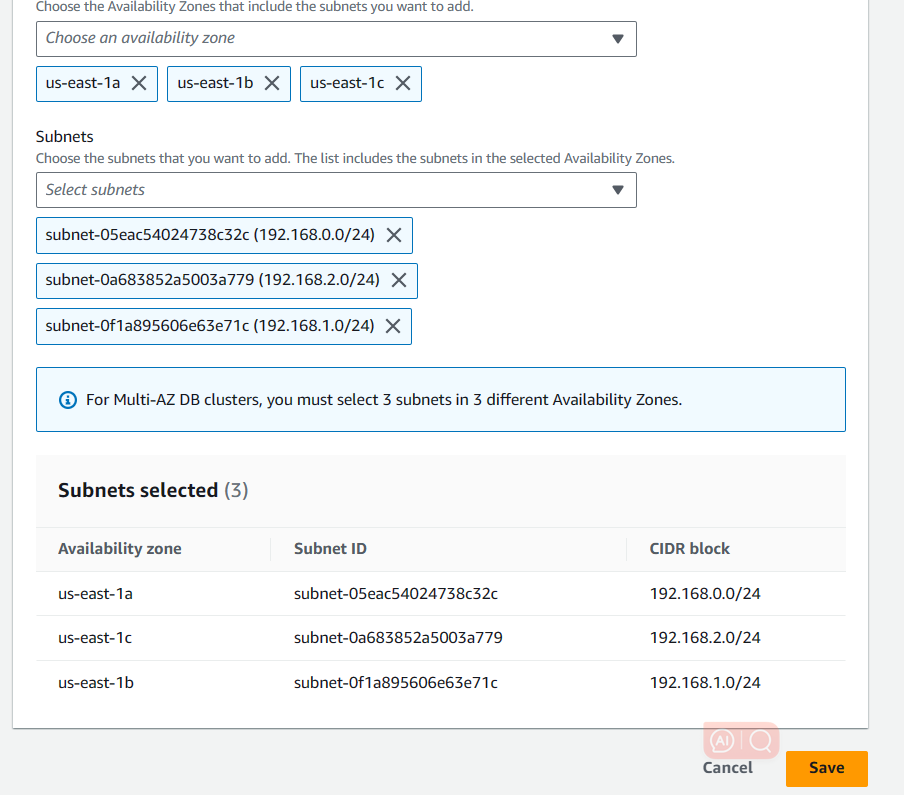 Choose the Availability Zones that include the subnets you want to add.
Choose an availability zone
us-east-1a us-east-1b us-east-1c
Subnets
Choose the subnets that you want to add. The list includes the subnets in the selected Availability Zones.
Select subnets
subnet-05eac54024738c32c (192.168.0.0/24)
subnet-0a683852a5003a779 (192.168.2.0/24)
subnet-0f1a895606e63e71c (192.168.1.0/24)
For Multi-AZ DB clusters, you must select 3 subnets in 3 different Availability Zones.
Subnets selected (3)
Availability zone Subnet ID CIDR block
us-east-1a subnet-05eac54024738c32c 192.168.0.0/24
us-east-1c subnet-0a683852a5003a779 192.168.2.0/24
us-east-1b subnet-0f1a895606e63e71c 192.168.1.0/24
AI
Cancel Save